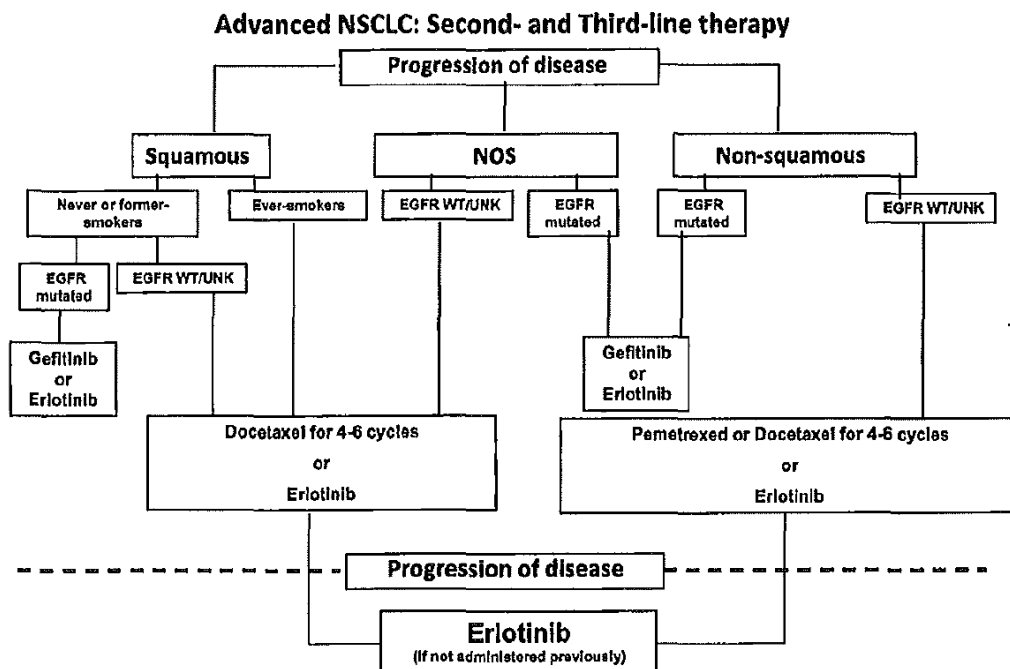 Advanced NSCLC: Second- and Third-line therapy
Progression of disease
Squamous
NOS
Non-squamous
Never or former-
smokers
Ever-smokers
EGFR WT/UNK
EGFR
mutated
EGFR
mutated
EGFR WT/UNK
EGFR
mutated
EGFR WT/UNK
Gefitinib
or
Erlotinib
Gefitinib
or
Erlotinib
Docetaxel for 4-6 cycles
or
Erlotinib
Pemetrexed or Docetaxel for 4-6 cycles
or
Erlotinib
Progression of disease
Erlotinib
(If not administered previously)